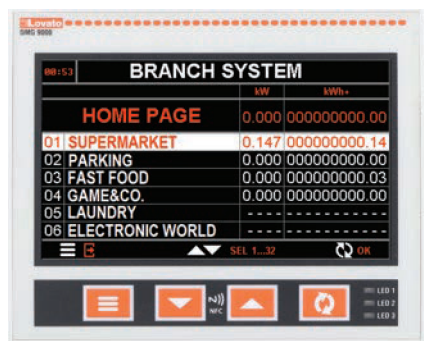 Lovato
GMG 9000
00:53 BRANCH SYSTEM
kW kWh+
HOME PAGE 0.000 000000000.00
01 SUPERMARKET 0.147 000000000.14
02 PARKING 0.000 000000000.00
03 FAST FOOD 0.000 000000000.03
04 GAME&CO. 0.000 000000000.00
05 LAUNDRY ---- ------------
06 ELECTRONIC WORLD ---- ------------
SEL 1...32 OK
NFC
LED 1
LED 2
LED 3